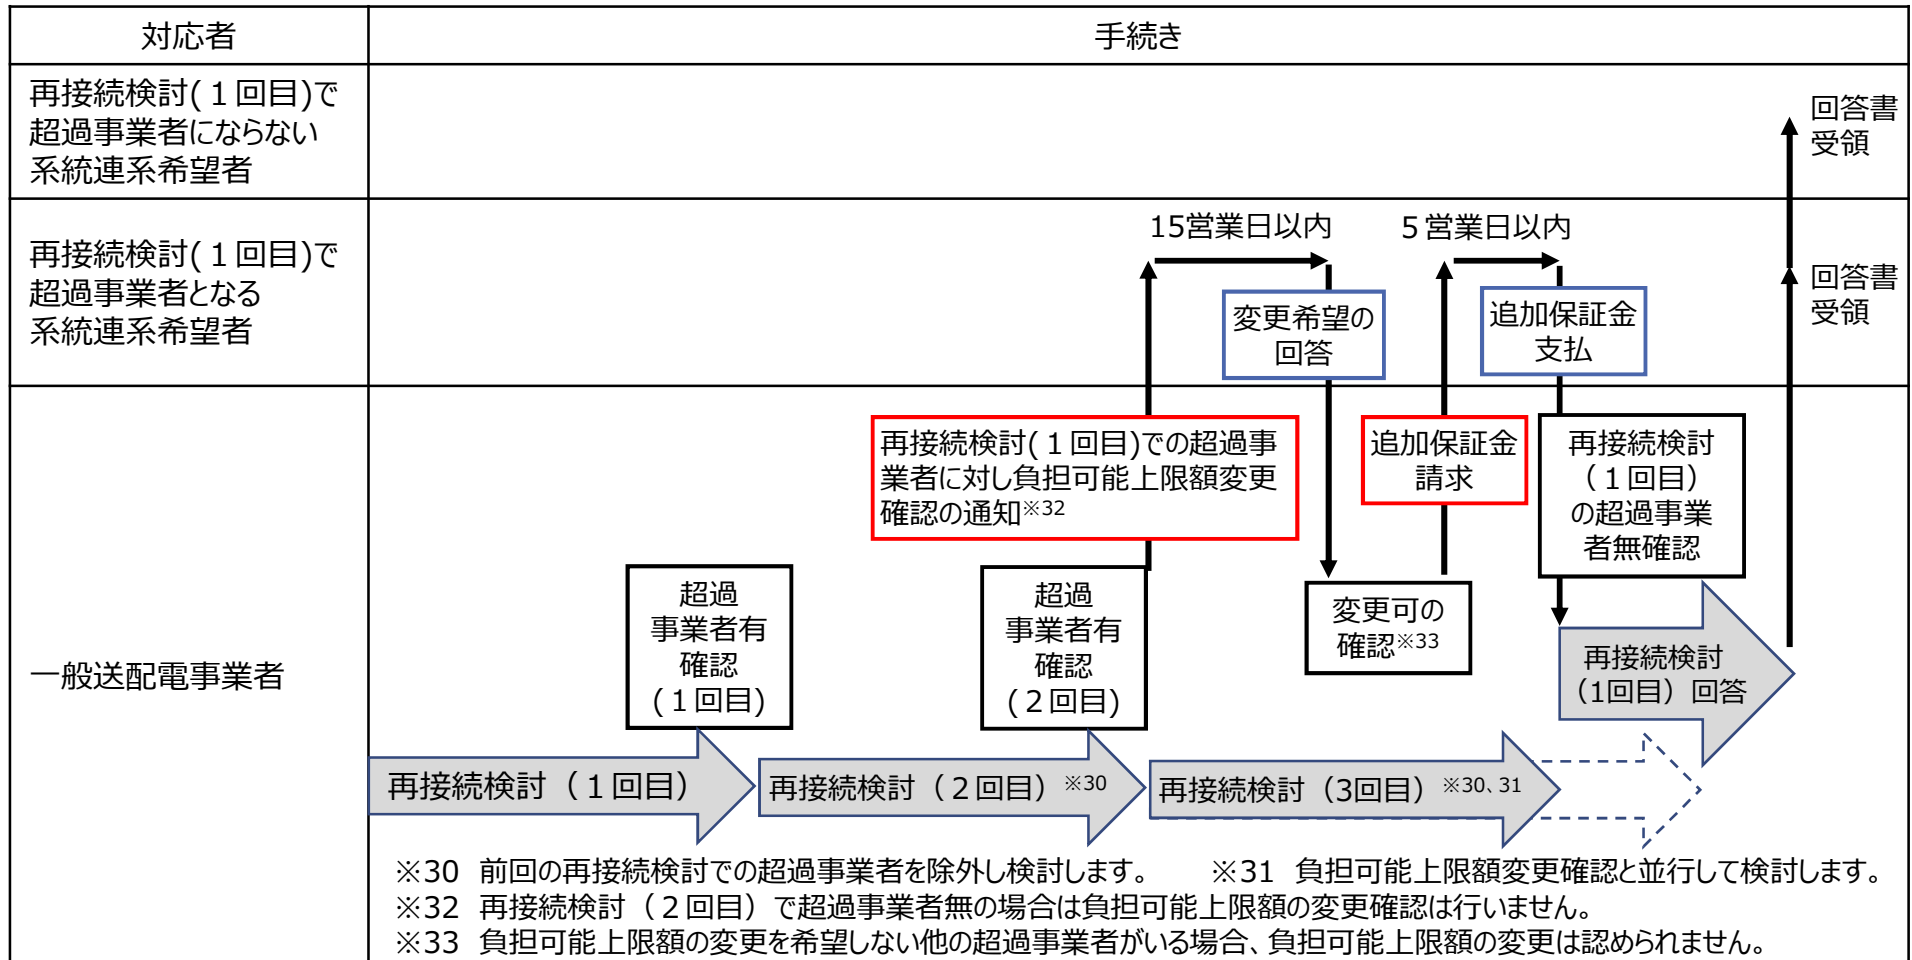 対応者
手続き
再接続検討(１回目)で
超過事業者にならない
系統連系希望者
回答書
受領
再接続検討(１回目)で
超過事業者となる
系統連系希望者
15営業日以内
５営業日以内
変更希望の
回答
追加保証金
支払
回答書
受領
一般送配電事業者
再接続検討(１回目)での超過事
業者に対し負担可能上限額変更
確認の通知※32
追加保証金
請求
再接続検討
（１回目）
の超過事業
者無確認
超過
事業者有
確認
(１回目)
超過
事業者有
確認
(２回目)
変更可の
確認※33
再接続検討
（1回目）回答
再接続検討（１回目）
再接続検討（２回目）※30
再接続検討（3回目）※30、31
※30 前回の再接続検討での超過事業者を除外し検討します。 ※31 負担可能上限額変更確認と並行して検討します。
※32 再接続検討（２回目）で超過事業者無の場合は負担可能上限額の変更確認は行いません。
※33 負担可能上限額の変更を希望しない他の超過事業者がいる場合、負担可能上限額の変更は認められません。